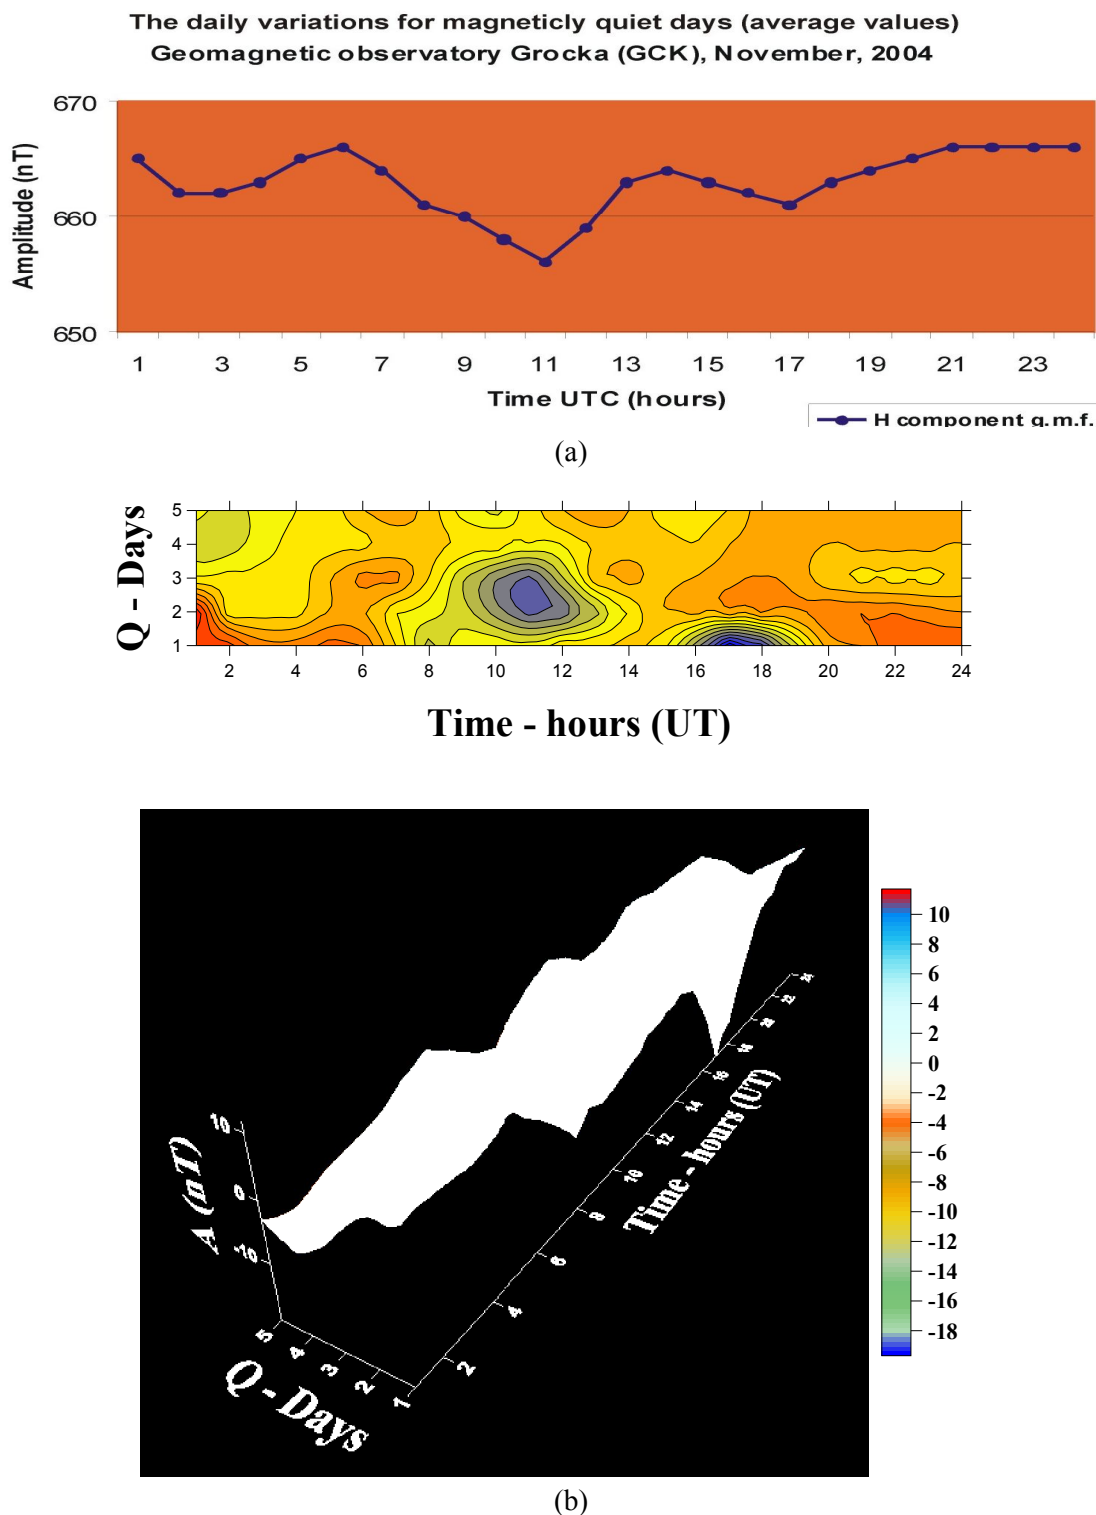 The daily variations for magneticly quiet days (average values)
Geomagnetic observatory Grocka (GCK), November, 2004
670
660
650
Amplitude (nT)
1 3 5 7 9 11 13 15 17 19 21 23
Time UTC (hours)
H component g.m.f.
(a)
Q - Days
5
4
3
2
1
2 4 6 8 10 12 14 16 18 20 22 24
Time - hours (UT)
10
0
-10
A (nT)
5 4 3 2 1
Q - Days
2 4 6 8 10 12 14 16 18 20 22 24
Time - hours (UT)
10
8
6
4
2
0
-2
-4
-6
-8
-10
-12
-14
-16
-18
(b)